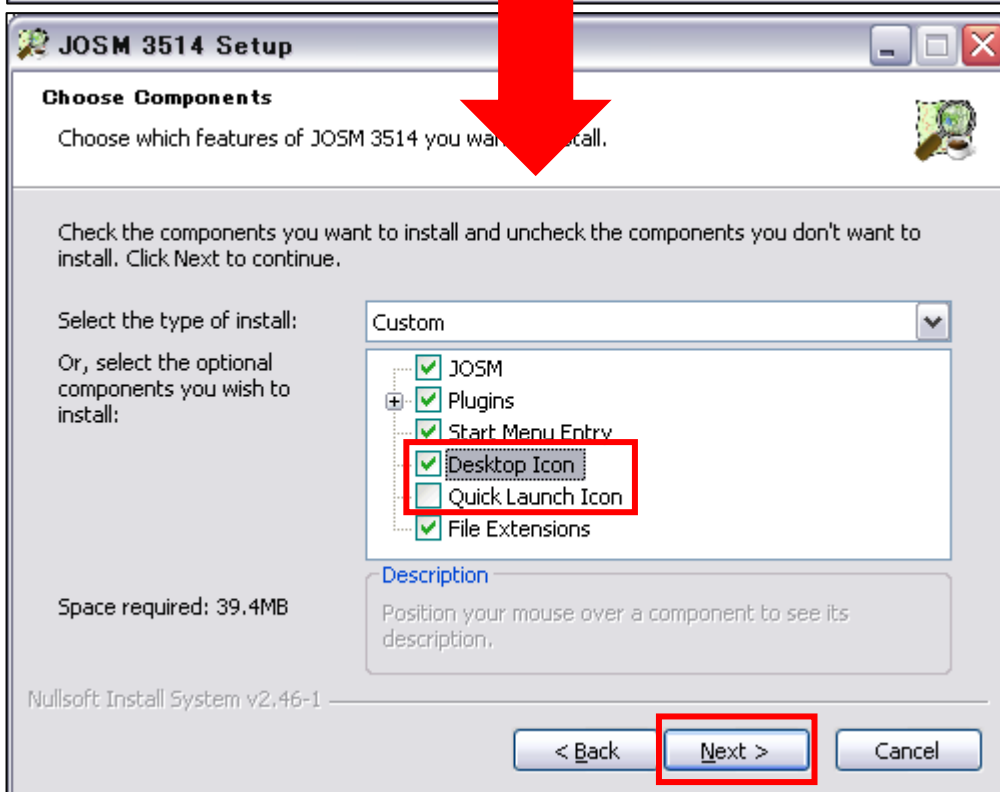 JOSM 3514 Setup
Choose Components
Choose which features of JOSM 3514 you wan
Check the components you want to install and uncheck the components you don't want to
install. Click Next to continue.
Select the type of install:
Custom
Or, select the optional
components you wish to
install:
JOSM
Plugins
Start Menu Entry
Desktop Icon
Quick Launch Icon
File Extensions
Space required: 39.4MB
Description
Position your mouse over a component to see its
description.
Nullsoft Install System v2.46-1
< Back
Next >
Cancel